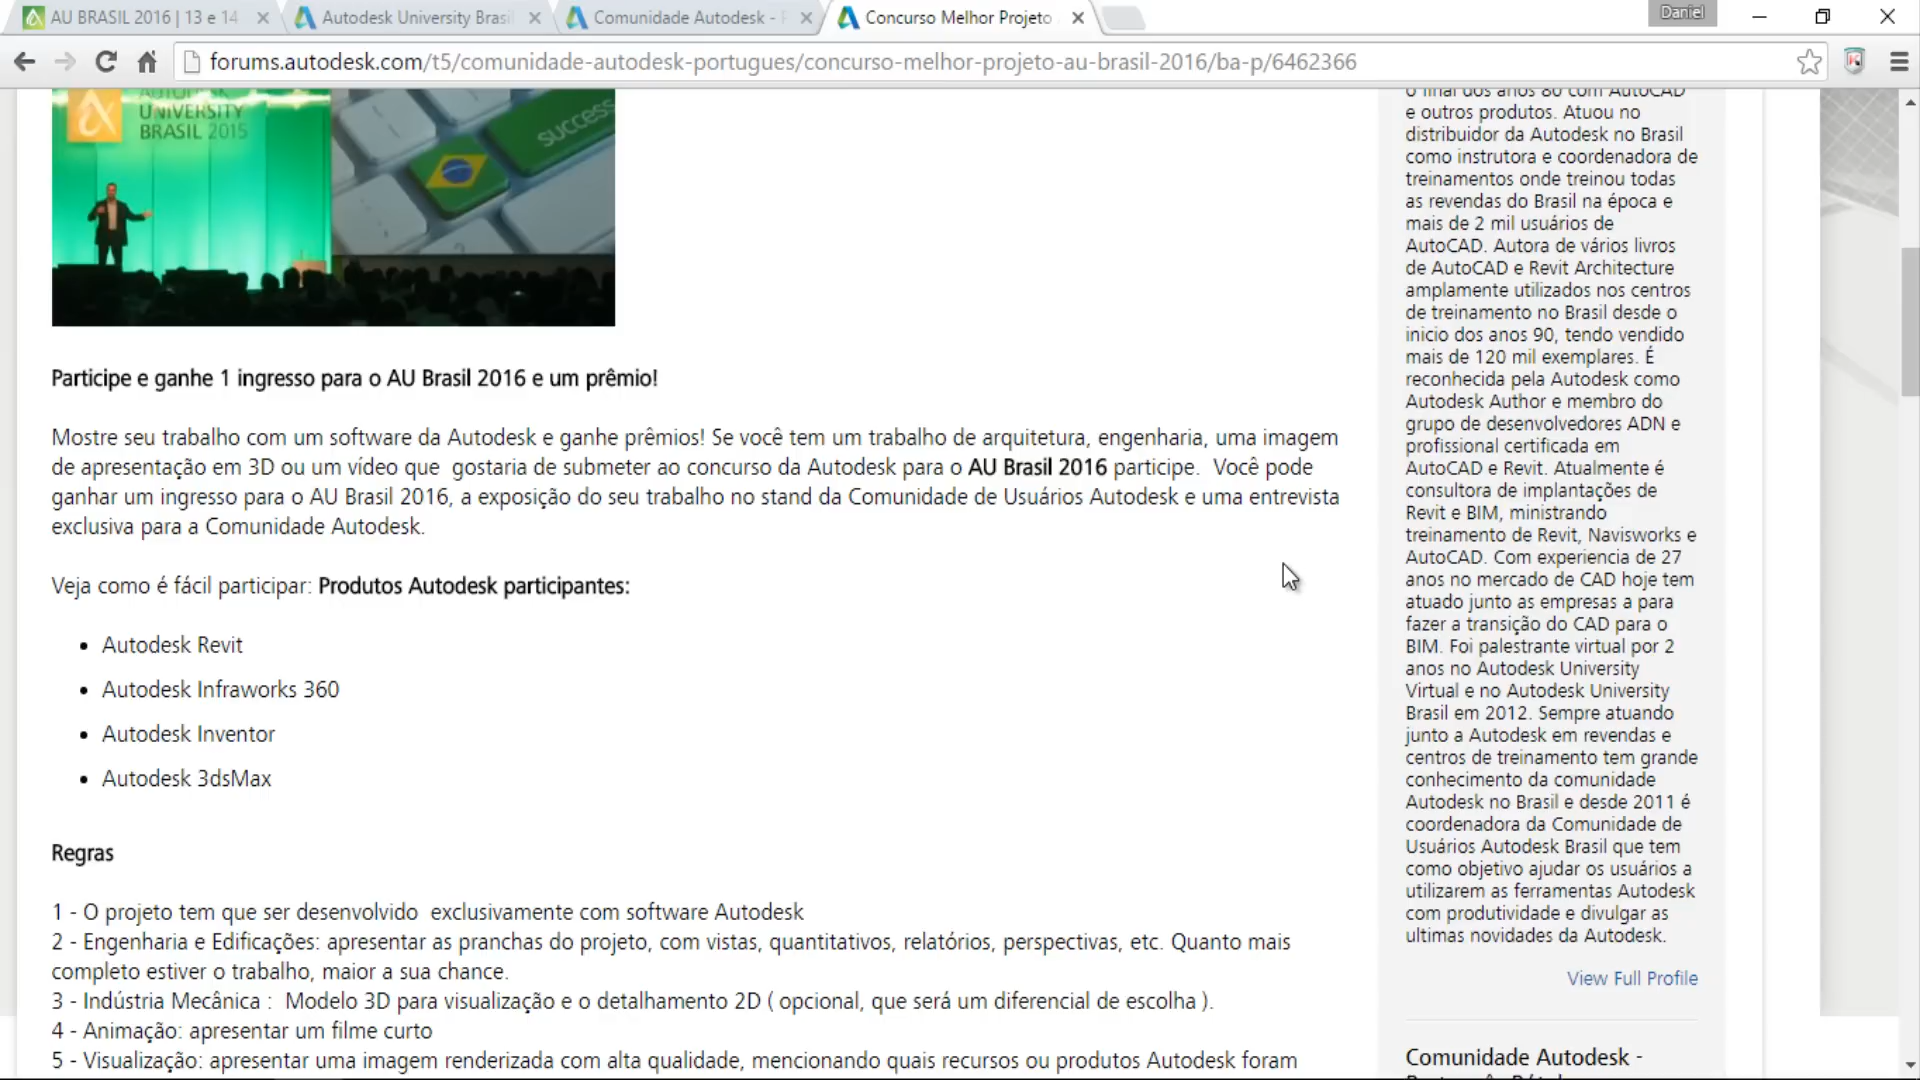 AU BRASIL 2016 | 13 e 14
Autodesk University Brasil
Comunidade Autodesk -
Concurso Melhor Projeto
Daniel
forums.autodesk.com/t5/comunidade-autodesk-portugues/concurso-melhor-projeto-au-brasil-2016/ba-p/6462366
AUTODESK
UNIVERSITY
BRASIL 2015
success
Participe e ganhe 1 ingresso para o AU Brasil 2016 e um prêmio!
Mostre seu trabalho com um software da Autodesk e ganhe prêmios! Se você tem um trabalho de arquitetura, engenharia, uma imagem
de apresentação em 3D ou um vídeo que  gostaria de submeter ao concurso da Autodesk para o AU Brasil 2016 participe.  Você pode
ganhar um ingresso para o AU Brasil 2016, a exposição do seu trabalho no stand da Comunidade de Usuários Autodesk e uma entrevista
exclusiva para a Comunidade Autodesk.
Veja como é fácil participar: Produtos Autodesk participantes:
• Autodesk Revit
• Autodesk Infraworks 360
• Autodesk Inventor
• Autodesk 3dsMax
Regras
1 - O projeto tem que ser desenvolvido  exclusivamente com software Autodesk
2 - Engenharia e Edificações: apresentar as pranchas do projeto, com vistas, quantitativos, relatórios, perspectivas, etc. Quanto mais
completo estiver o trabalho, maior a sua chance.
3 - Indústria Mecânica :  Modelo 3D para visualização e o detalhamento 2D ( opcional, que será um diferencial de escolha ).
4 - Animação: apresentar um filme curto
5 - Visualização: apresentar uma imagem renderizada com alta qualidade, mencionando quais recursos ou produtos Autodesk foram
o final dos anos 80 com AutoCAD
e outros produtos. Atuou no
distribuidor da Autodesk no Brasil
como instrutora e coordenadora de
treinamentos onde treinou todas
as revendas do Brasil na época e
mais de 2 mil usuários de
AutoCAD. Autora de vários livros
de AutoCAD e Revit Architecture
amplamente utilizados nos centros
de treinamento no Brasil desde o
inicio dos anos 90, tendo vendido
mais de 120 mil exemplares. É
reconhecida pela Autodesk como
Autodesk Author e membro do
grupo de desenvolvedores ADN e
profissional certificada em
AutoCAD e Revit. Atualmente é
consultora de implantações de
Revit e BIM, ministrando
treinamento de Revit, Navisworks e
AutoCAD. Com experiencia de 27
anos no mercado de CAD hoje tem
atuado junto as empresas a para
fazer a transição do CAD para o
BIM. Foi palestrante virtual por 2
anos no Autodesk University
Virtual e no Autodesk University
Brasil em 2012. Sempre atuando
junto a Autodesk em revendas e
centros de treinamento tem grande
conhecimento da comunidade
Autodesk no Brasil e desde 2011 é
coordenadora da Comunidade de
Usuários Autodesk Brasil que tem
como objetivo ajudar os usuários a
utilizarem as ferramentas Autodesk
com produtividade e divulgar as
ultimas novidades da Autodesk.
View Full Profile
Comunidade Autodesk -